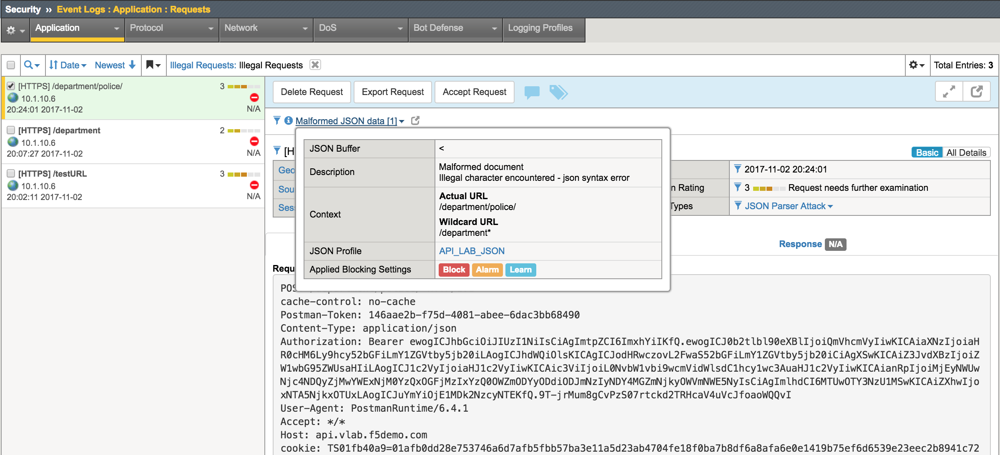 Security » Event Logs : Application : Requests
Application Protocol Network DoS Bot Defense Logging Profiles
Date Newest Illegal Requests: Illegal Requests Total Entries: 3
[HTTPS] /department/police/ 3
10.1.10.6
20:24:01 2017-11-02 N/A
[HTTPS] /department 2
10.1.10.6
20:07:27 2017-11-02 N/A
[HTTPS] /testURL 3
10.1.10.6
20:02:11 2017-11-02 N/A
Delete Request Export Request Accept Request
Malformed JSON data [1]
JSON Buffer <
Description Malformed document
Illegal character encountered - json syntax error
Context Actual URL
/department/police/
Wildcard URL
/department*
JSON Profile API_LAB_JSON
Applied Blocking Settings Block Alarm Learn
[H
Basic All Details
Geo
2017-11-02 20:24:01
Sou
n Rating 3 Request needs further examination
Ses
Types JSON Parser Attack
Response N/A
Requ
POS
cache-control: no-cache
Postman-Token: 146aae2b-f75d-4081-abee-6dac3bb68490
Content-Type: application/json
Authorization: Bearer ewogICJhbGciOiJIUzI1NiIsCiAgImtpZCI6ImxhYiIKfQ.ewogICJ0b2tlbl90eXBlIjoiQmVhcmVyIiwKICAiaXNzIjoiaH
R0cHM6Ly9hcy52bGFiLmY1ZGVtby5jb20iLAogICJhdWQiOlsKICAgICJodHRwczovL2FwaS52bGFiLmY1ZGVtby5jb20iCiAgXSwKICAiZ3JvdXBzIjoiZ
W1wbG95ZWUsaHIiLAogICJ1c2VyIjoiaHJ1c2VyIiwKICAic3ViIjoiL0NvbW1vbi9wcmVidWlsdC1hcy1wc3AuaHJ1c2VyIiwKICAianRpIjoiMjEyNWUw
Njc4NDQyZjMwYWExNjM0YzQxOGFjMzIxYzQ0OWZmODYyODdiODJmNzIyNDY4MGZmNjkyOWVmNWE5NyIsCiAgImlhdCI6MTUwOTY3NzU1MSwKICAiZXhwIjo
xNTA5NjkxOTUxLAogICJuYmYiOjE1MDk2NzcyNTEKfQ.9T-jrMum8gCvPzS07rtckd2TRHcaV4uVcJfoaoWQQvI
User-Agent: PostmanRuntime/6.4.1
Accept: */*
Host: api.vlab.f5demo.com
cookie: TS01fb40a9=01afb0dd28e753746a6d7afb5fbb57ba3e11a5d23ab4704fe18f0ba7b8df6a8afa6e0e1419b75ef6d6539e23eec2b8941c72